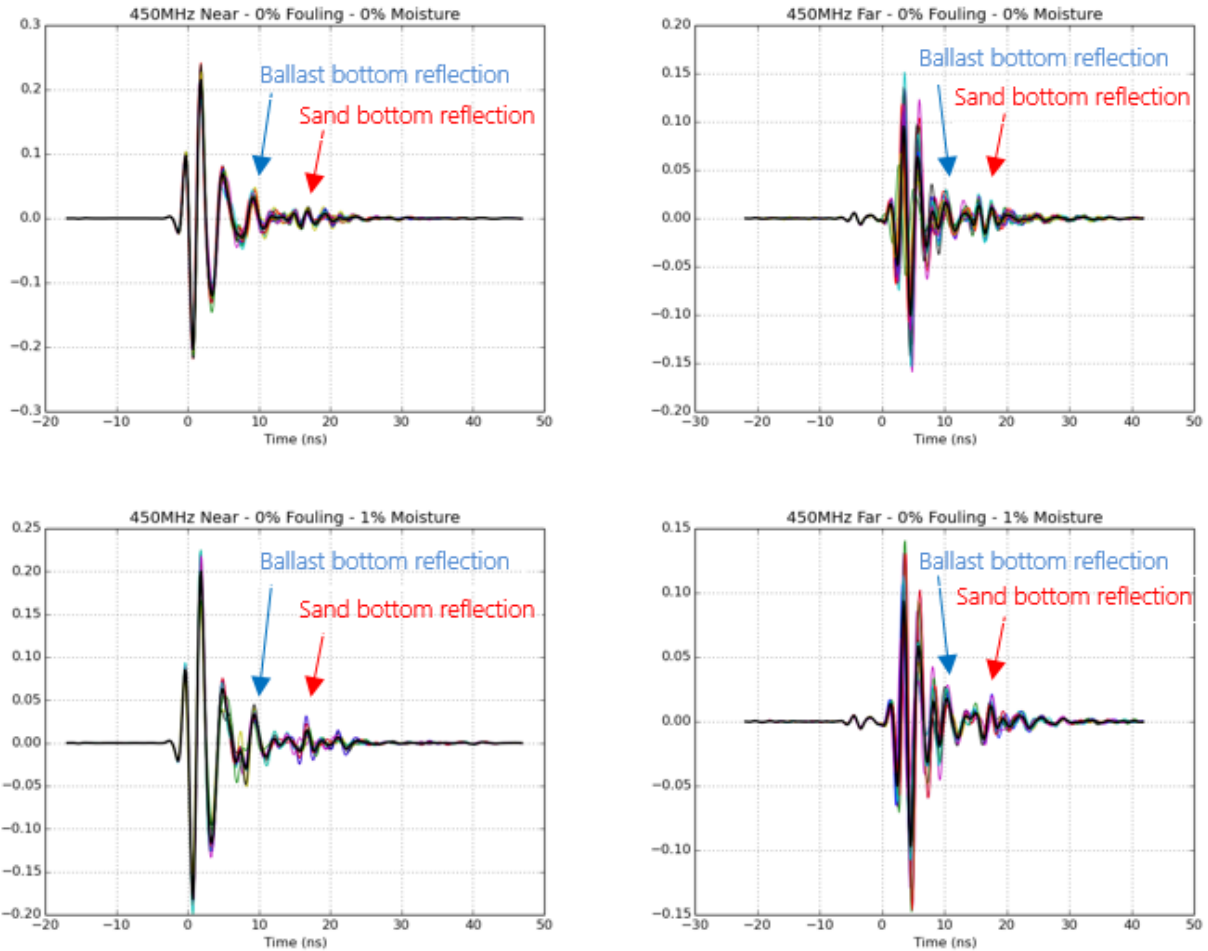 450MHz Near - 0% Fouling - 0% Moisture
0.3
0.2
0.1
0.0
−0.1
−0.2
−0.3
Ballast bottom reflection
Sand bottom reflection
−20 −10 0 10 20 30 40 50
Time (ns)
450MHz Far - 0% Fouling - 0% Moisture
0.20
0.15
0.10
0.05
0.00
−0.05
−0.10
−0.15
−0.20
Ballast bottom reflection
Sand bottom reflection
−30 −20 −10 0 10 20 30 40 50
Time (ns)
450MHz Near - 0% Fouling - 1% Moisture
0.25
0.20
0.15
0.10
0.05
0.00
−0.05
−0.10
−0.15
−0.20
Ballast bottom reflection
Sand bottom reflection
−20 −10 0 10 20 30 40 50
Time (ns)
450MHz Far - 0% Fouling - 1% Moisture
0.15
0.10
0.05
0.00
−0.05
−0.10
−0.15
Ballast bottom reflection
Sand bottom reflection
−30 −20 −10 0 10 20 30 40 50
Time (ns)